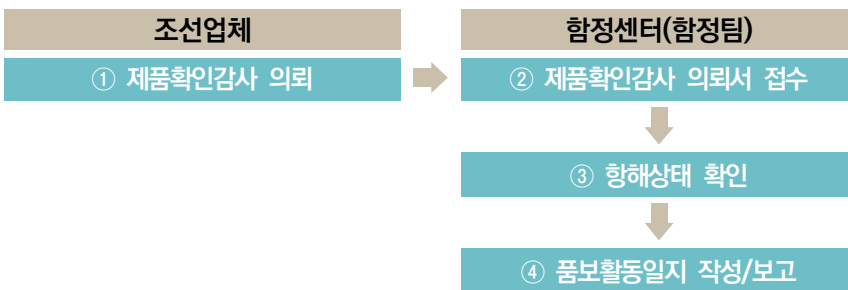 조선업체
함정센터(함정팀)
① 제품확인감사 의뢰
② 제품확인감사 의뢰서 접수
③ 항해상태 확인
④ 품보활동일지 작성/보고